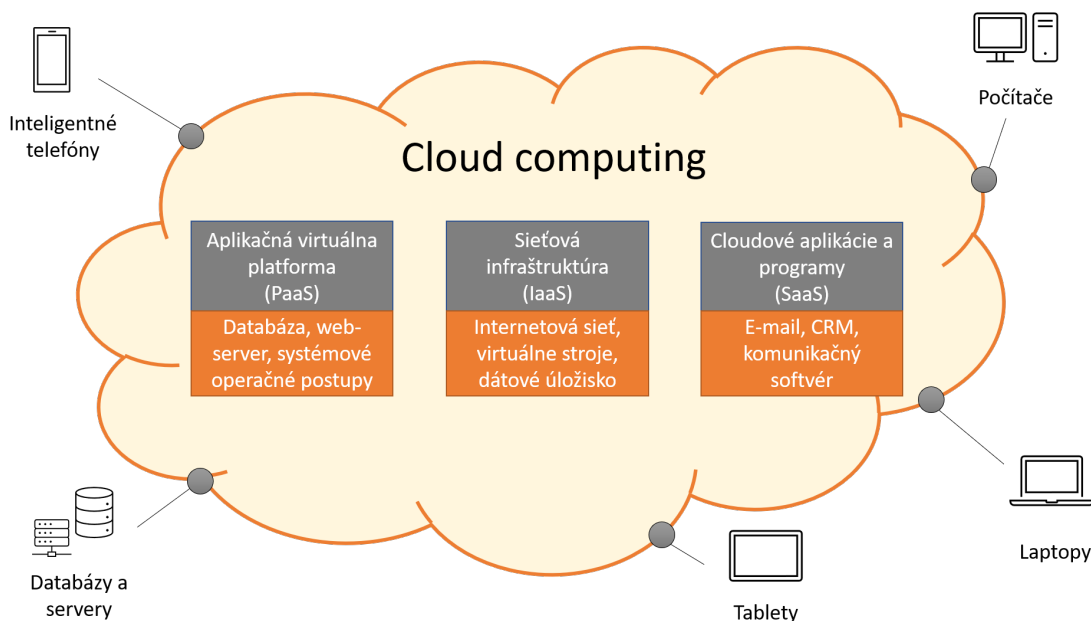 Inteligentné
telefóny
Počítače
Cloud computing
Aplikačná virtuálna
platforma
(PaaS)
Databáza, web-
server, systémové
operačné postupy
Sieťová
infraštruktúra
(IaaS)
Internetová sieť,
virtuálne stroje,
dátové úložisko
Cloudové aplikácie a
programy
(SaaS)
E-mail, CRM,
komunikačný
softvér
Databázy a
servery
Tablety
Laptopy